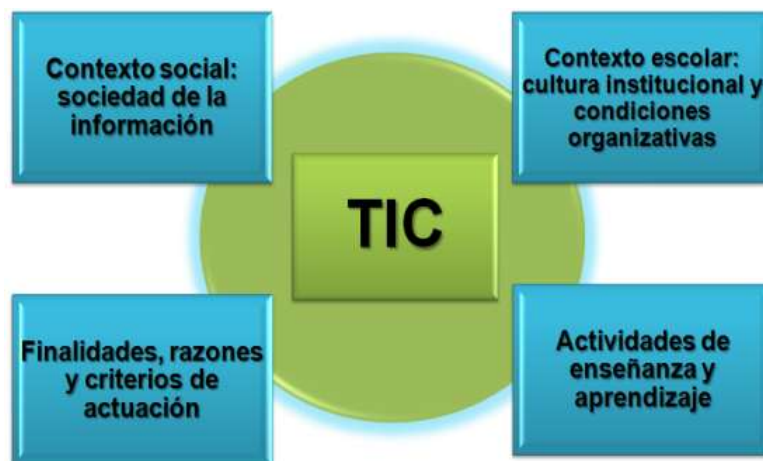 Contexto social:
sociedad de la
información
Contexto escolar:
cultura institucional y
condiciones
organizativas
TIC
Finalidades, razones
y criterios de
actuación
Actividades de
enseñanza y
aprendizaje